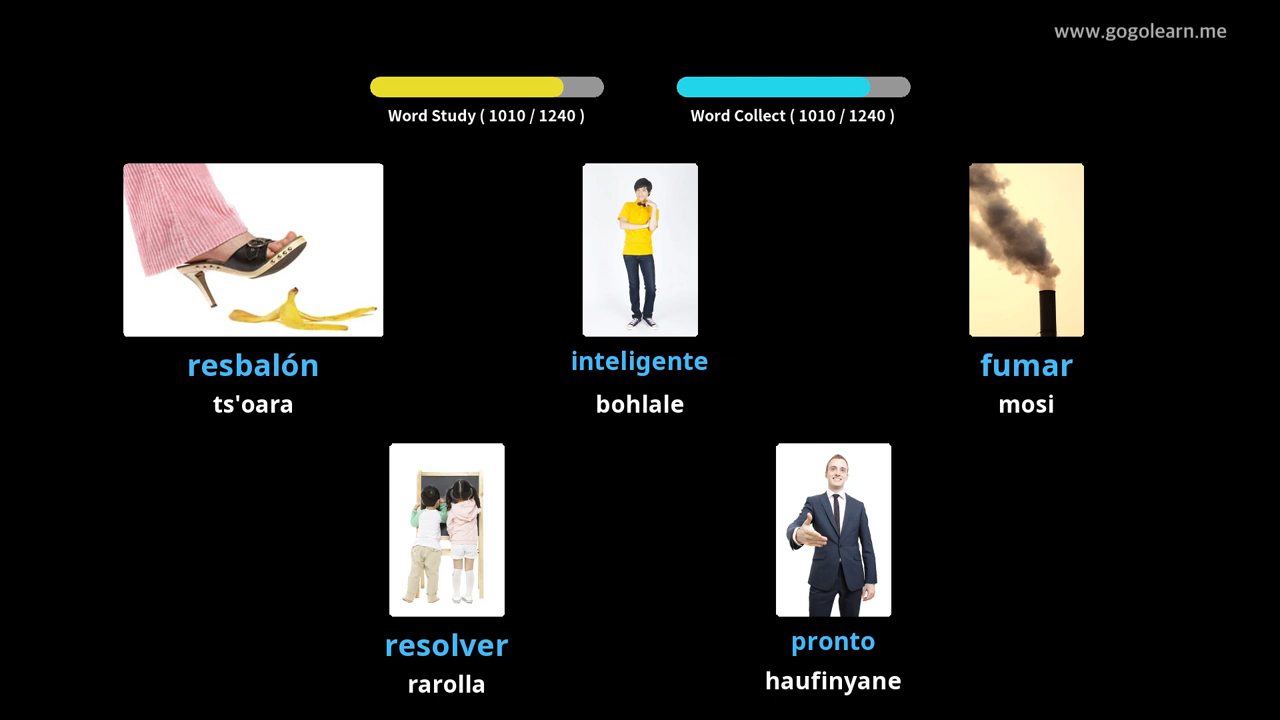 www.gogolearn.me
Word Study ( 1010 / 1240 )
Word Collect ( 1010 / 1240 )
resbalón
ts'oara
inteligente
bohlale
fumar
mosi
resolver
rarolla
pronto
haufinyane